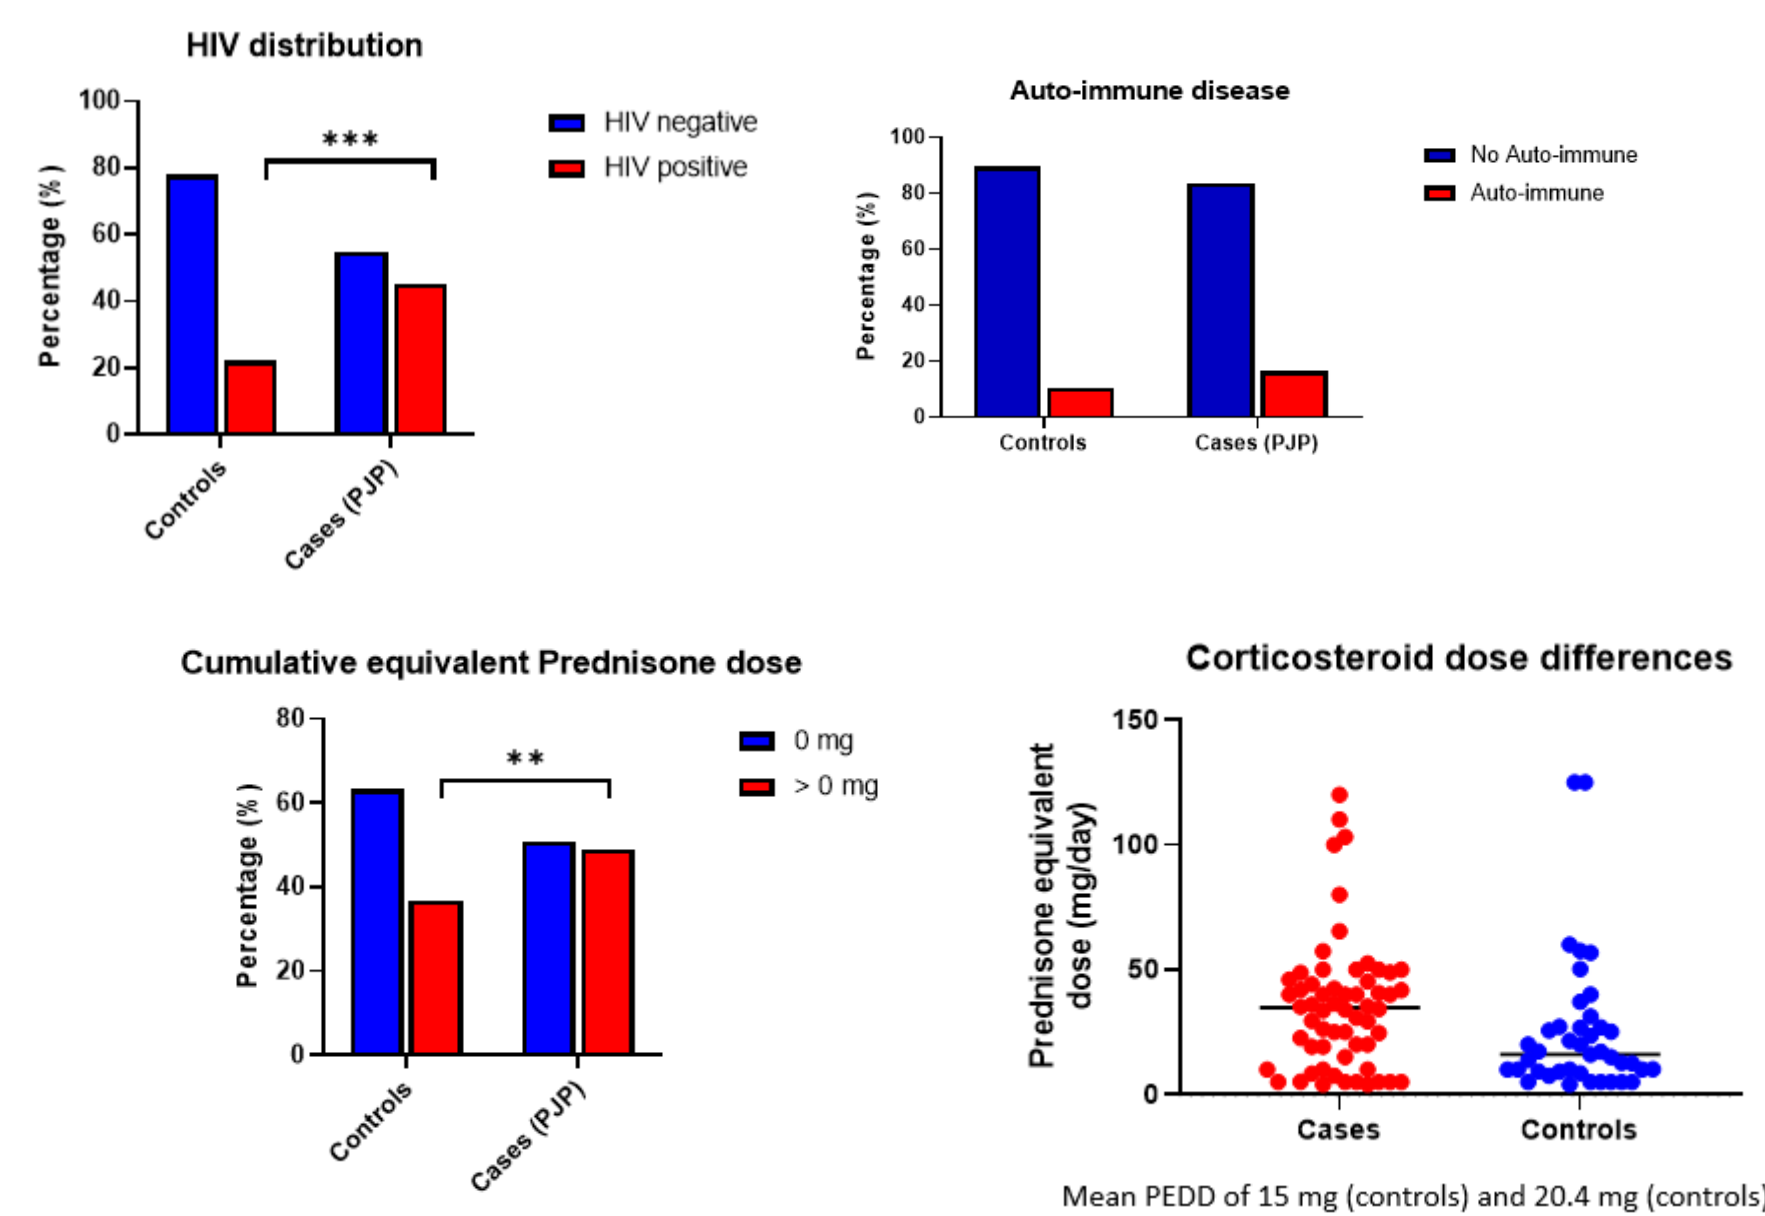 HIV distribution
100
80
60
40
20
0
Percentage (%)
***
HIV negative
HIV positive
Controls
Cases (PJP)
Auto-immune disease
100
80
60
40
20
0
Percentage (%)
No Auto-immune
Auto-immune
Controls
Cases (PJP)
Cumulative equivalent Prednisone dose
80
60
40
20
0
Percentage (%)
**
0 mg
> 0 mg
Controls
Cases (PJP)
Corticosteroid dose differences
150
100
50
0
Prednisone equivalent
dose (mg/day)
Cases
Controls
Mean PEDD of 15 mg (controls) and 20.4 mg (controls)